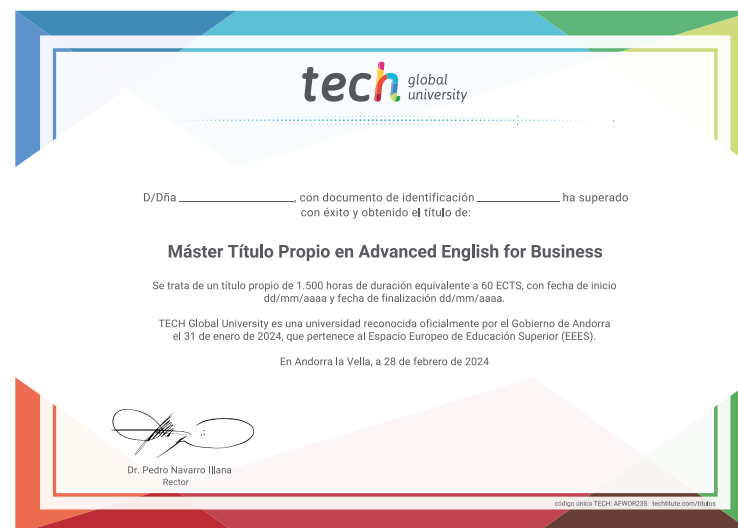 tech global university
D/Dña ____________, con documento de identificación ____________ ha superado
con éxito y obtenido el título de:
Máster Título Propio en Advanced English for Business
Se trata de un título propio de 1.500 horas de duración equivalente a 60 ECTS, con fecha de inicio
dd/mm/aaaa y fecha de finalización dd/mm/aaaa.
TECH Global University es una universidad reconocida oficialmente por el Gobierno de Andorra
el 31 de enero de 2024, que pertenece al Espacio Europeo de Educación Superior (EEES).
En Andorra la Vella, a 28 de febrero de 2024
Dr. Pedro Navarro Illana
Rector
código único TECH: AFWOR23S techtitute.com/titulos